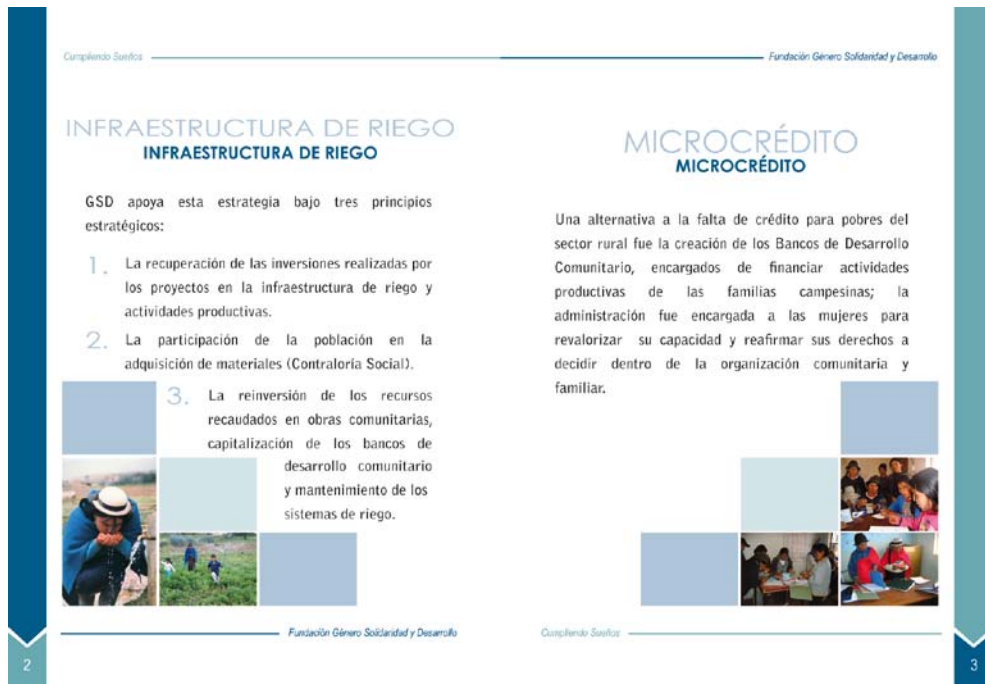 Cumpliendo Sueños
INFRAESTRUCTURA DE RIEGO
INFRAESTRUCTURA DE RIEGO
GSD apoya esta estrategia bajo tres principios
estratégicos:
1. La recuperación de las inversiones realizadas por
los proyectos en la infraestructura de riego y
actividades productivas.
2. La participación de la población en la
adquisición de materiales (Contraloría Social).
3. La reinversión de los recursos
recaudados en obras comunitarias,
capitalización de los bancos de
desarrollo comunitario
y mantenimiento de los
sistemas de riego.
Fundación Género Solidaridad y Desarrollo
2
Fundación Género Solidaridad y Desarrollo
MICROCRÉDITO
MICROCRÉDITO
Una alternativa a la falta de crédito para pobres del
sector rural fue la creación de los Bancos de Desarrollo
Comunitario, encargados de financiar actividades
productivas de las familias campesinas; la
administración fue encargada a las mujeres para
revalorizar su capacidad y reafirmar sus derechos a
decidir dentro de la organización comunitaria y
familiar.
Cumpliendo Sueños
3